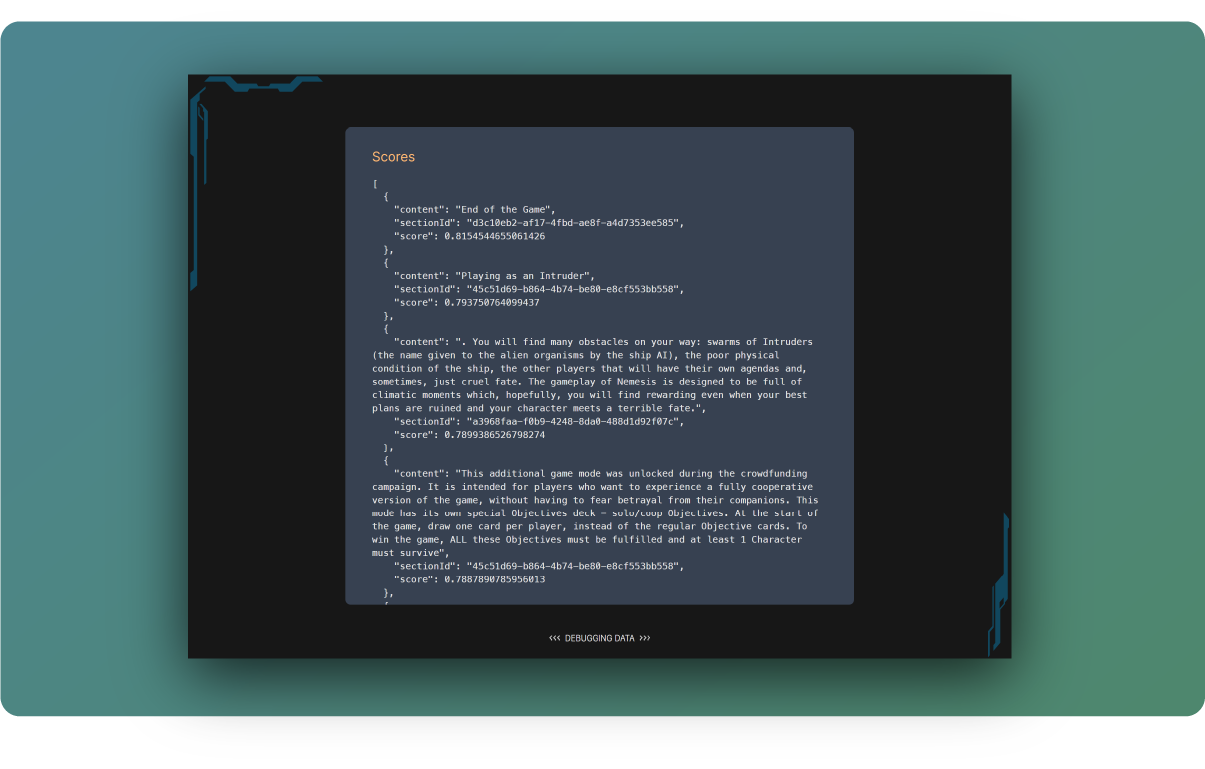 Scores
[
{
"content": "End of the Game",
"sectionId": "d3c10eb2-af17-4fbd-ae8f-a4d7353ee585",
"score": 0.8154544655061426
},
{
"content": "Playing as an Intruder",
"sectionId": "45c51d69-b864-4b74-be80-e8cf553bb558",
"score": 0.793750764099437
},
{
"content": ". You will find many obstacles on your way: swarms of Intruders
(the name given to the alien organisms by the ship AI), the poor physical
condition of the ship, the other players that will have their own agendas and,
sometimes, just cruel fate. The gameplay of Nemesis is designed to be full of
climatic moments which, hopefully, you will find rewarding even when your best
plans are ruined and your character meets a terrible fate.",
"sectionId": "a3968faa-f0b9-4248-8da0-488d1d92f07c",
"score": 0.7899386526798274
},
{
"content": "This additional game mode was unlocked during the crowdfunding
campaign. It is intended for players who want to experience a fully cooperative
version of the game, without having to fear betrayal from their companions. This
mode has its own special Objectives deck – solo/coop Objectives. At the start of
the game, draw one card per player, instead of the regular Objective cards. To
win the game, ALL these Objectives must be fulfilled and at least 1 Character
must survive",
"sectionId": "45c51d69-b864-4b74-be80-e8cf553bb558",
"score": 0.7887890785956013
},
{
<<< DEBUGGING DATA >>>